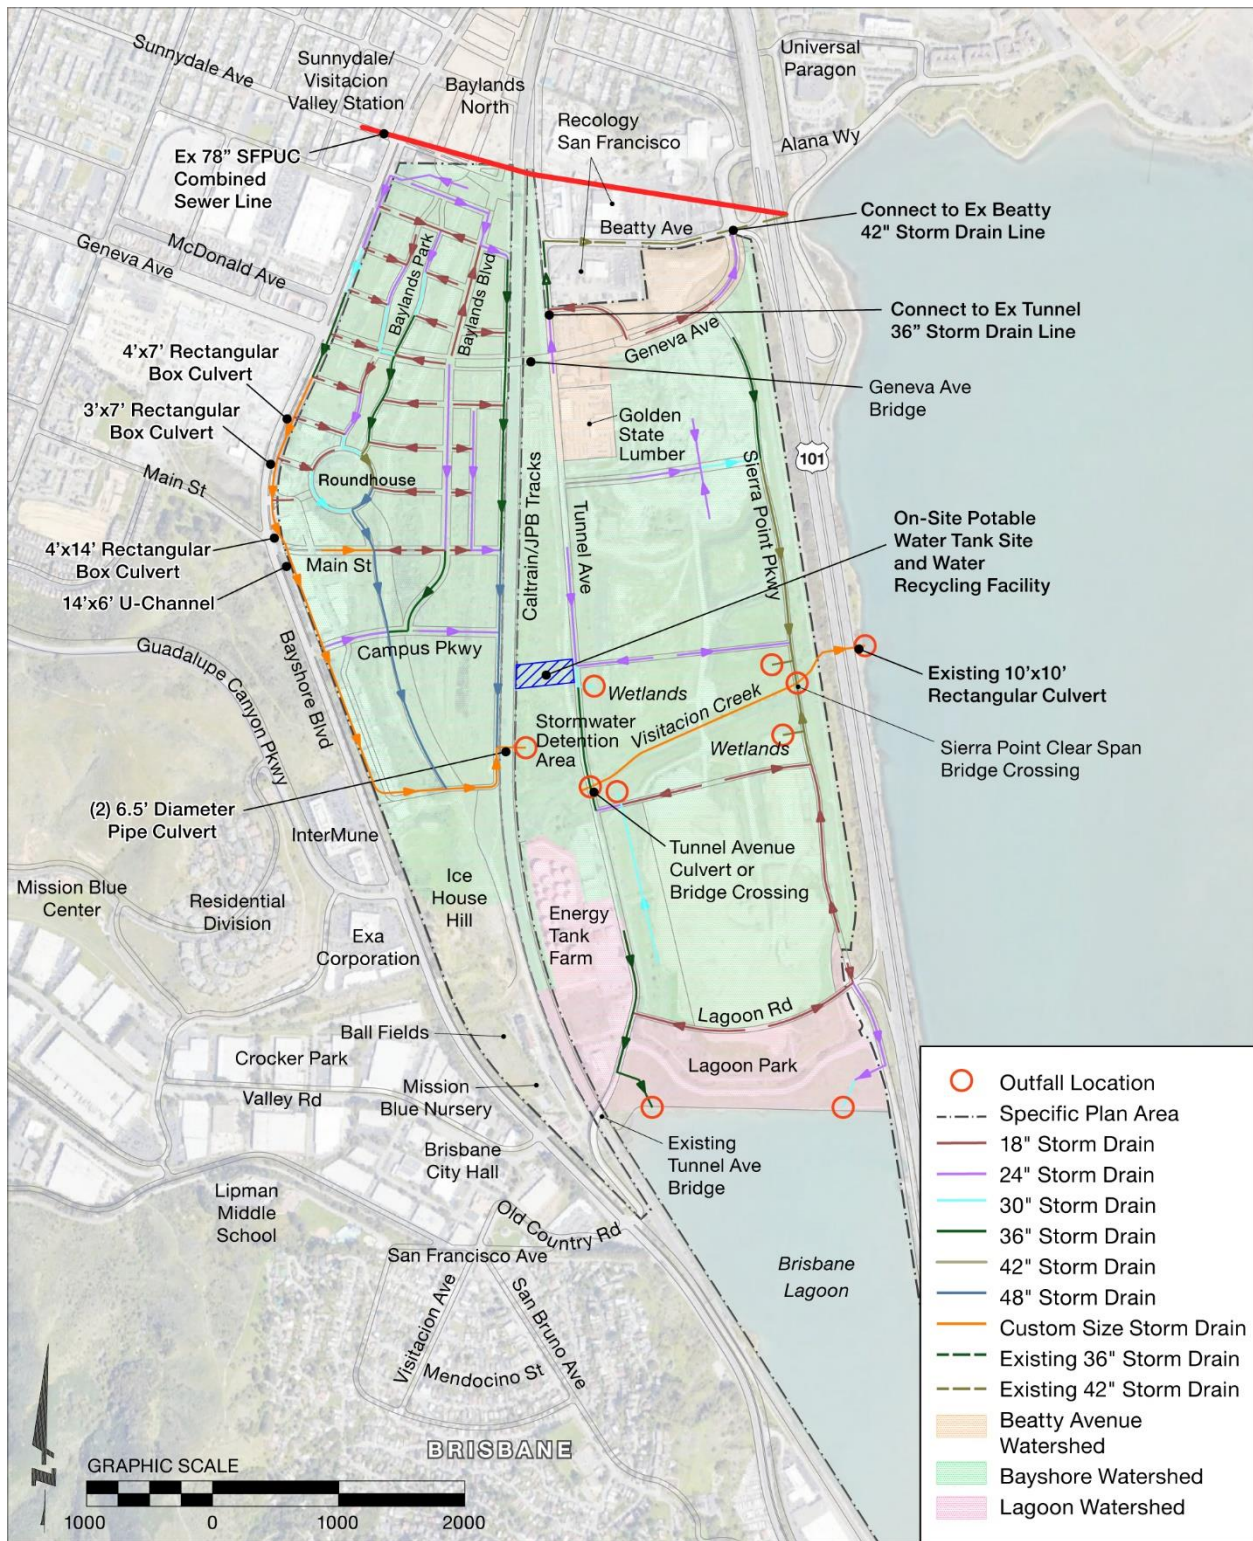 Sunnydale Ave
Sunnydale/
Visitacion
Valley Station
Baylands
North
Universal
Paragon
Recology
San Francisco
Alana Wy
Ex 78" SFPUC
Combined
Sewer Line
Beatty Ave
Connect to Ex Beatty
42" Storm Drain Line
McDonald Ave
Geneva Ave
Baylands Park
Baylands Blvd
Connect to Ex Tunnel
36" Storm Drain Line
Geneva Ave
4'x7' Rectangular
Box Culvert
Geneva Ave
Bridge
3'x7' Rectangular
Box Culvert
Golden
State
Lumber
101
Main St
Roundhouse
Caltrain/JPB Tracks
Tunnel Ave
Sierra Point Pkwy
On-Site Potable
Water Tank Site
and Water
Recycling Facility
4'x14' Rectangular
Box Culvert
Main St
14'x6' U-Channel
Guadalupe Canyon Pkwy
Bayshore Blvd
Campus Pkwy
Existing 10'x10'
Rectangular Culvert
Wetlands
Visitacion Creek
Stormwater
Detention
Area
Wetlands
Sierra Point Clear Span
Bridge Crossing
(2) 6.5' Diameter
Pipe Culvert
InterMune
Tunnel Avenue
Culvert or
Bridge Crossing
Mission Blue
Center
Residential
Division
Ice
House
Hill
Energy
Tank
Farm
Exa
Corporation
Lagoon Rd
Ball Fields
Crocker Park
Lagoon Park
Valley Rd
Mission
Blue Nursery
Brisbane
City Hall
Existing
Tunnel Ave
Bridge
Lipman
Middle
School
Old Country Rd
San Francisco Ave
Brisbane
Lagoon
Visitacion Ave
San Bruno Ave
Mendocino St
BRISBANE
GRAPHIC SCALE
1000 0 1000 2000
Outfall Location
Specific Plan Area
18" Storm Drain
24" Storm Drain
30" Storm Drain
36" Storm Drain
42" Storm Drain
48" Storm Drain
Custom Size Storm Drain
Existing 36" Storm Drain
Existing 42" Storm Drain
Beatty Avenue
Watershed
Bayshore Watershed
Lagoon Watershed